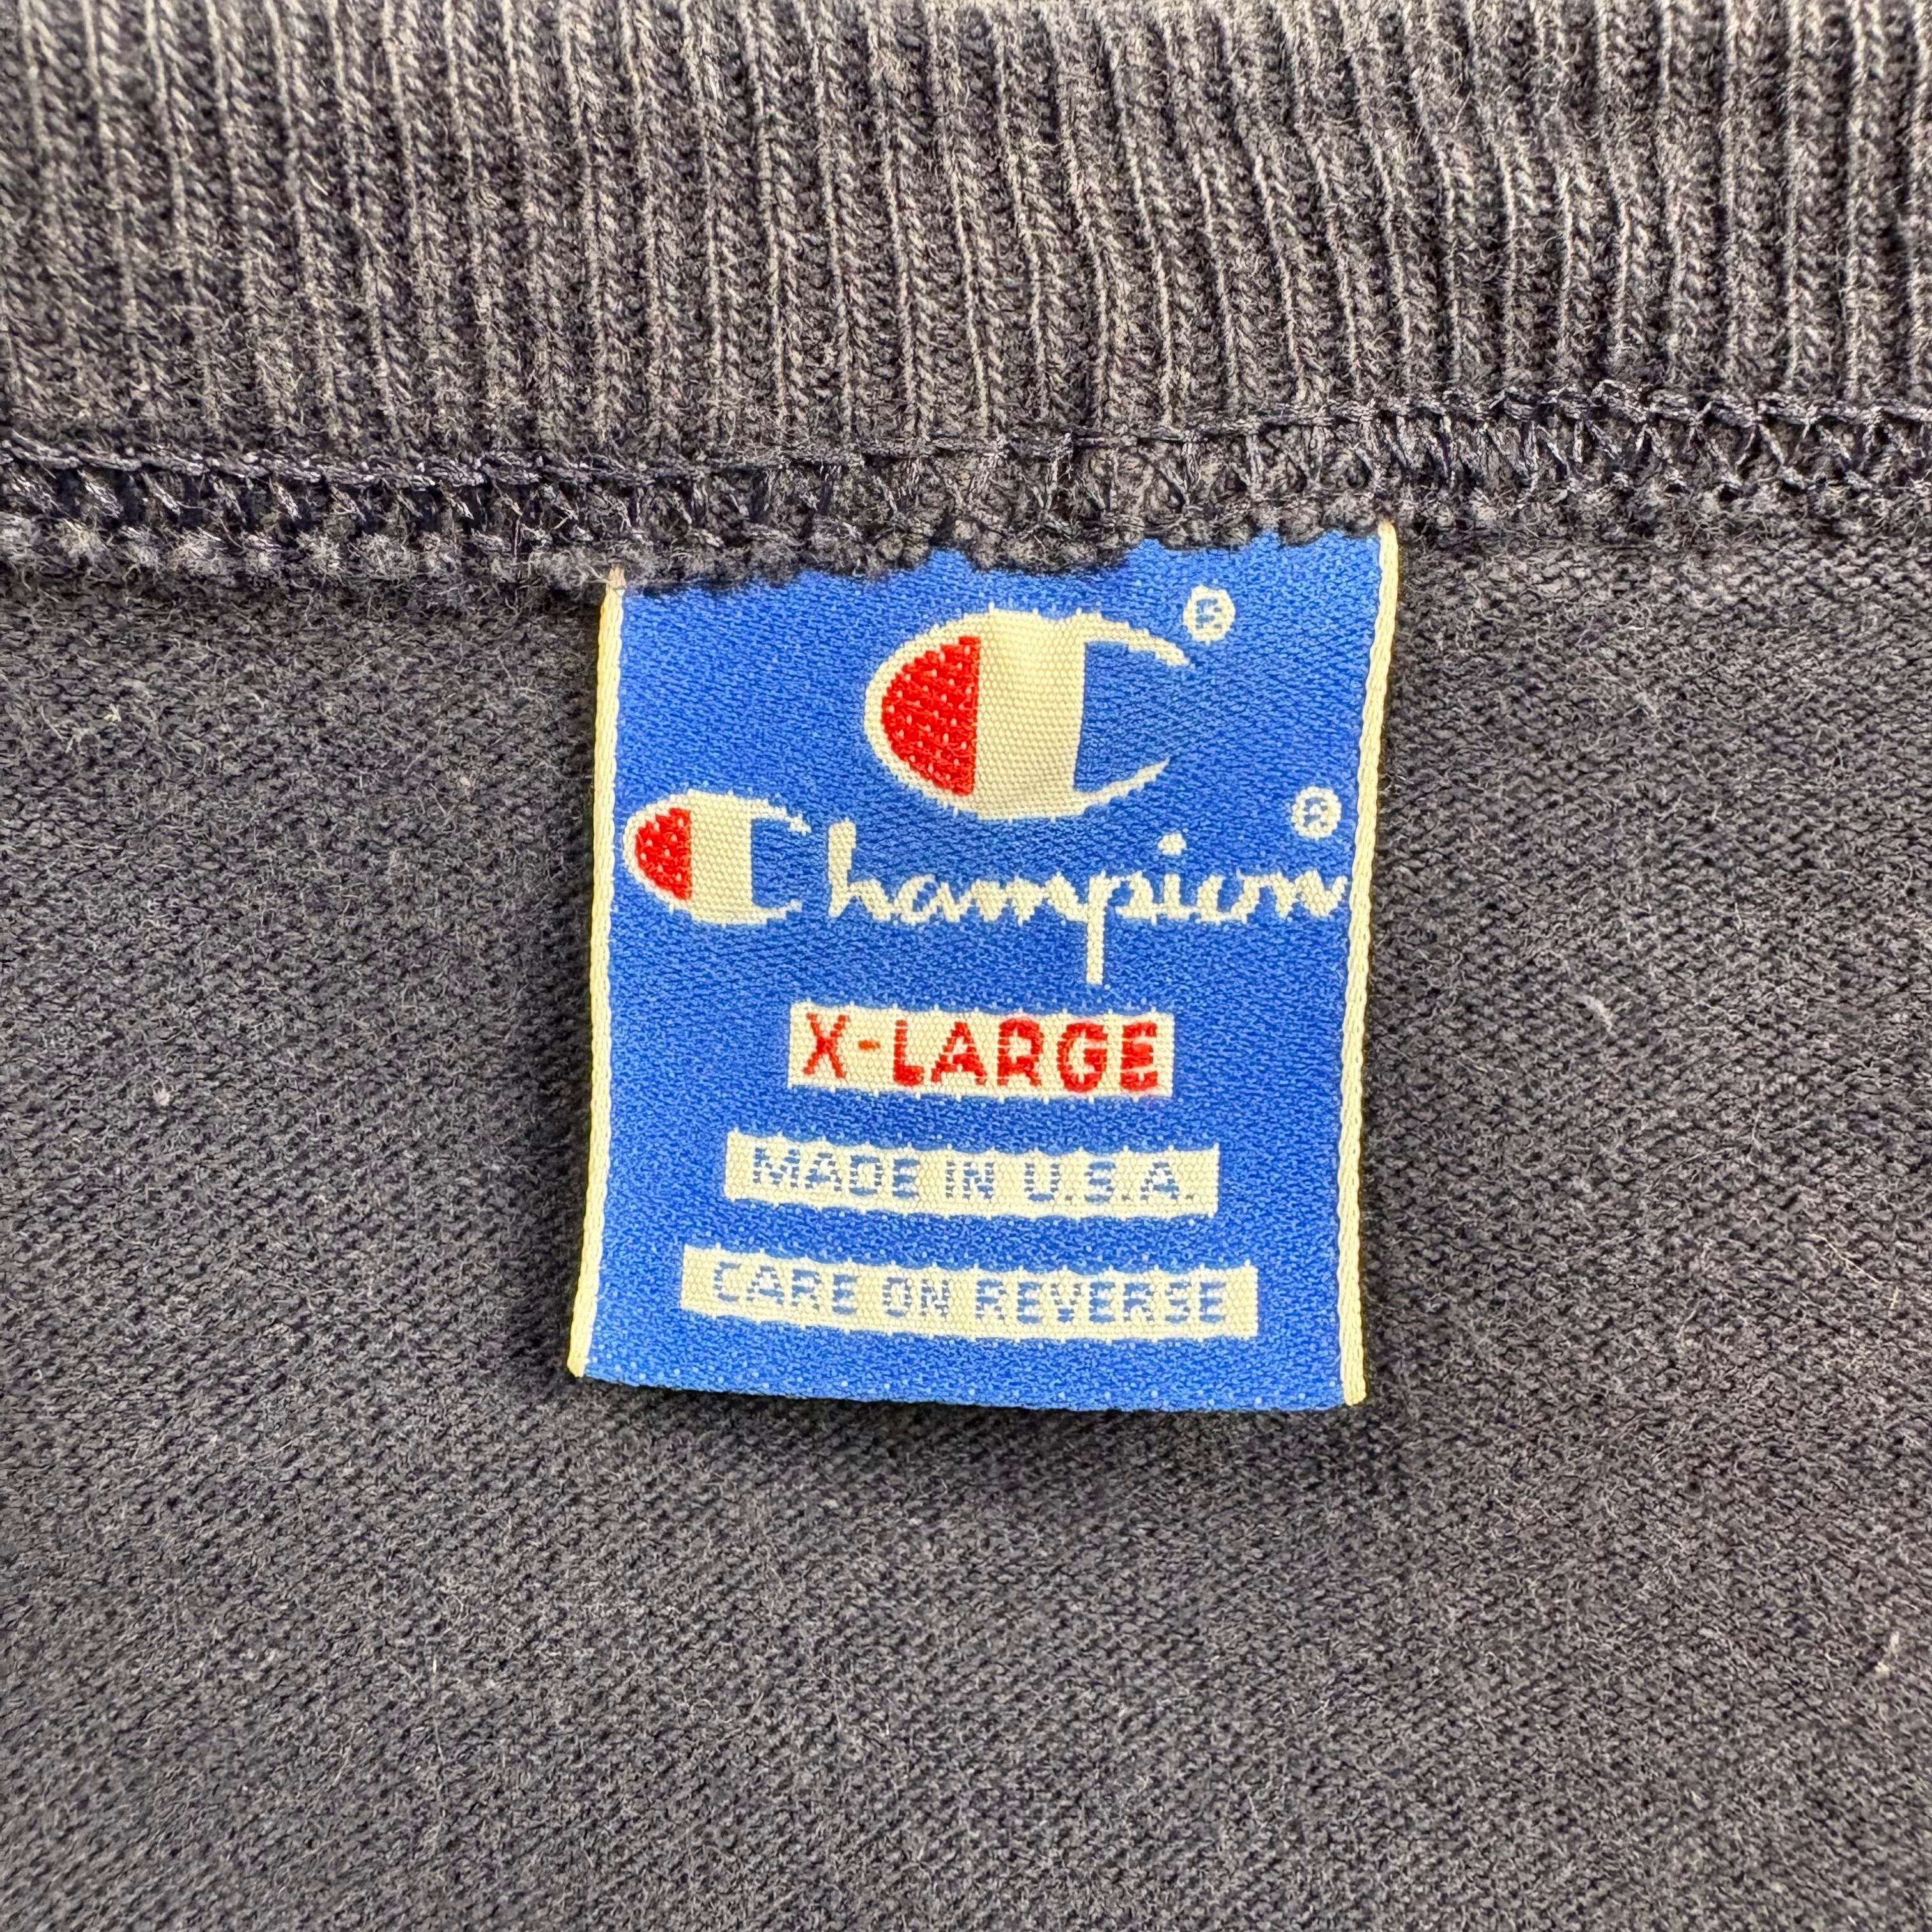 C®
Champion®
X-LARGE
MADE IN U.S.A.
CARE ON REVERSE